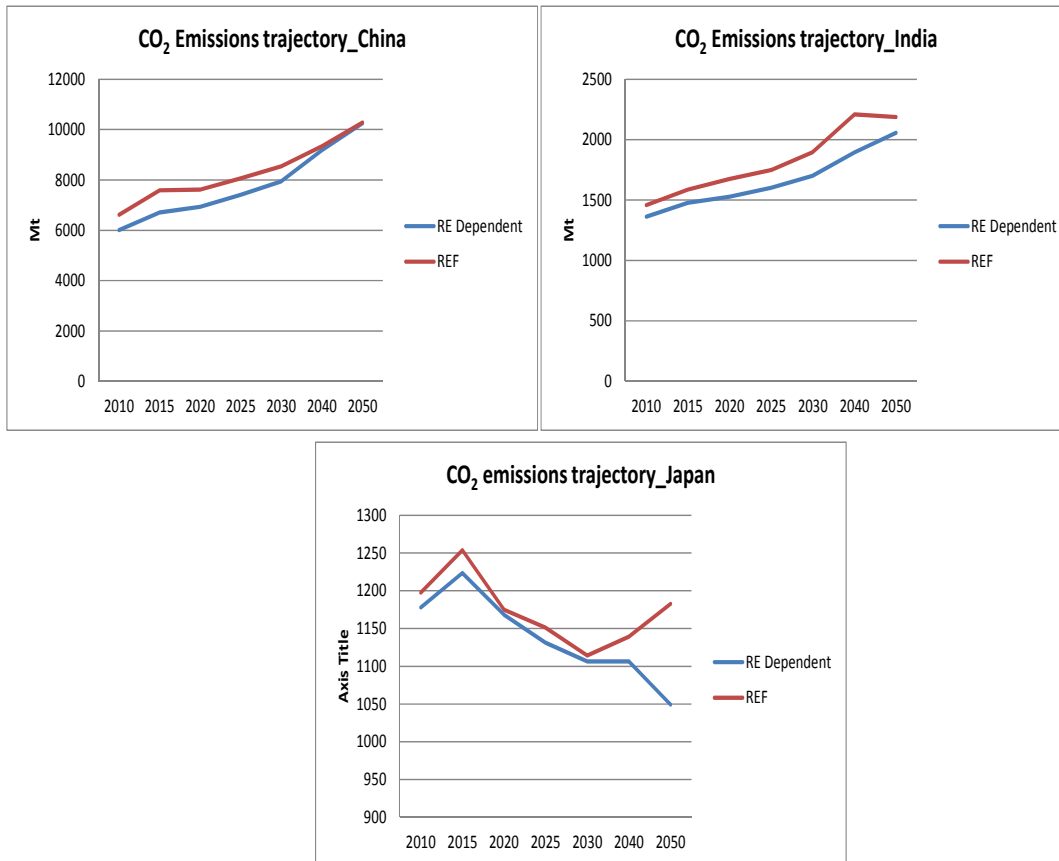 CO₂ Emissions trajectory_China
12000
10000
8000
6000
4000
2000
0
Mt
2010 2015 2020 2025 2030 2040 2050
RE Dependent
REF
CO₂ Emissions trajectory_India
2500
2000
1500
1000
500
0
Mt
2010 2015 2020 2025 2030 2040 2050
RE Dependent
REF
CO₂ emissions trajectory_Japan
1300
1250
1200
1150
1100
1050
1000
950
900
Axis Title
2010 2015 2020 2025 2030 2040 2050
RE Dependent
REF